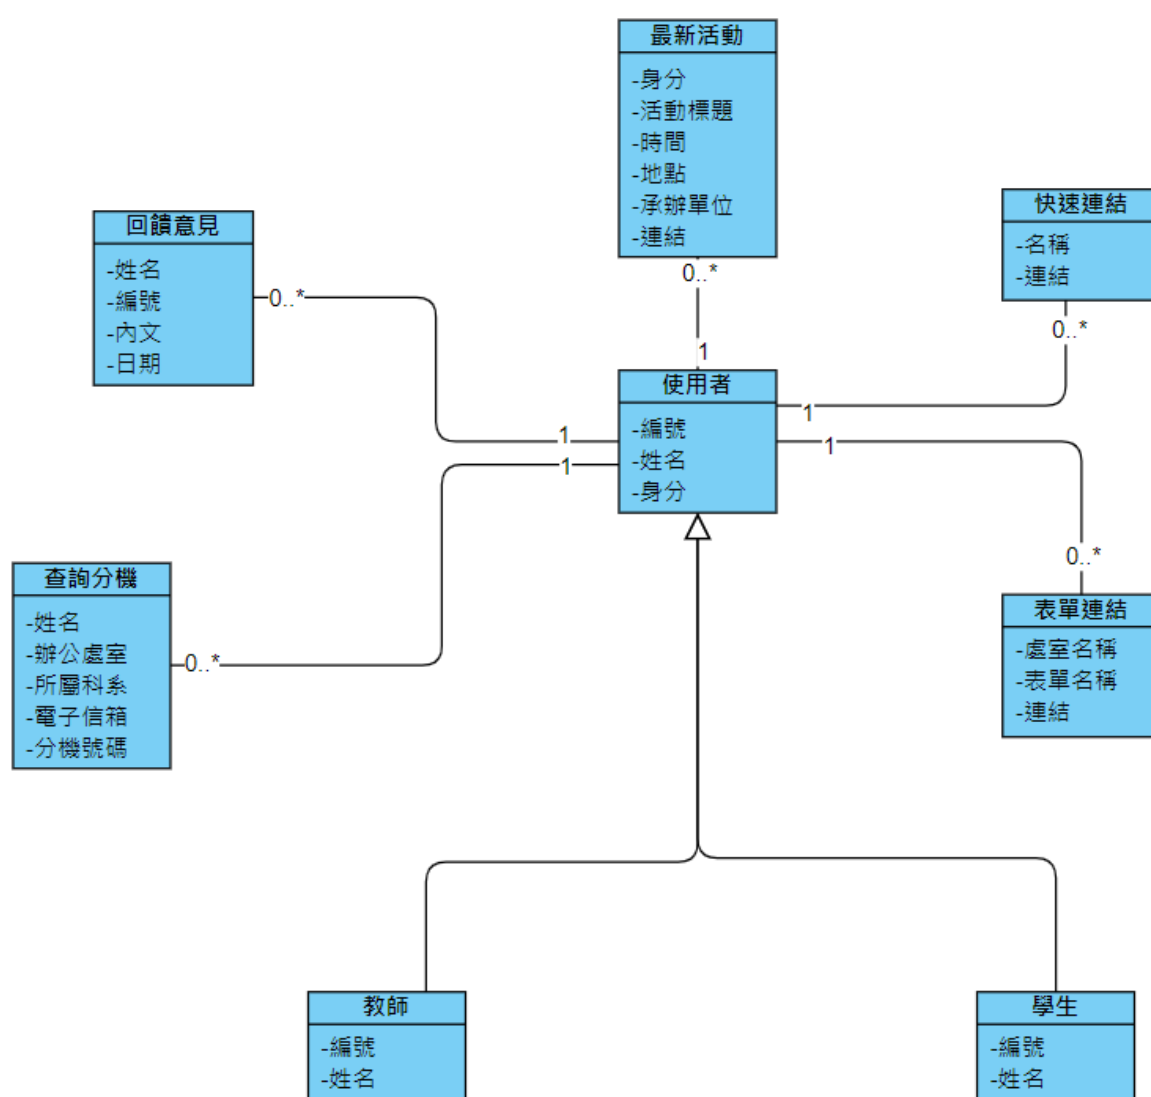 最新活動
-身分
-活動標題
-時間
-地點
-承辦單位
-連結
0..*
1
回饋意見
-姓名
-編號
-內文
-日期
0..*
1
快速連結
-名稱
-連結
0..*
1
使用者
-編號
-姓名
-身分
1
0..*
表單連結
-處室名稱
-表單名稱
-連結
1
0..*
查詢分機
-姓名
-辦公處室
-所屬科系
-電子信箱
-分機號碼
教師
-編號
-姓名
學生
-編號
-姓名